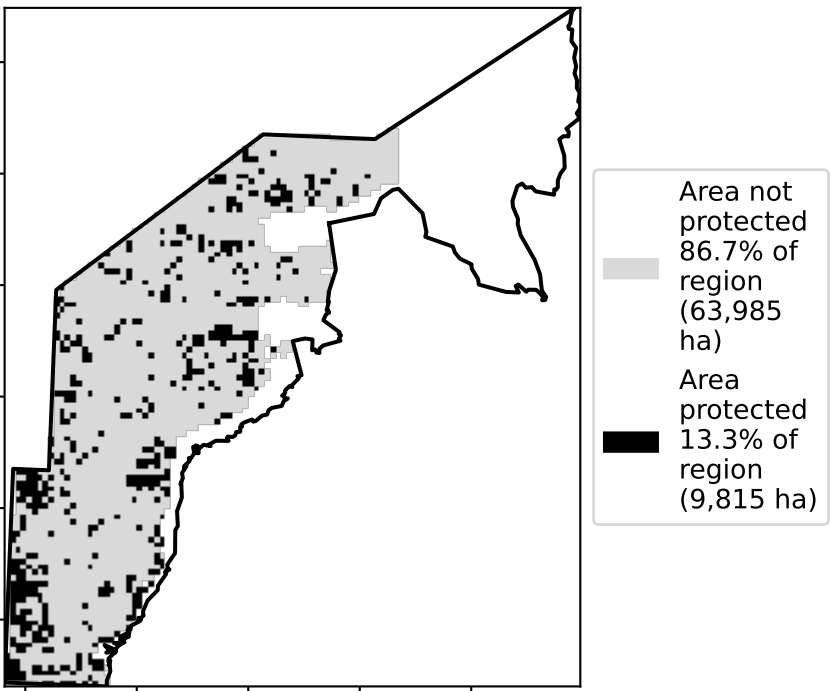 Area not
protected
86.7% of
region
(63,985
ha)
Area
protected
13.3% of
region
(9,815 ha)